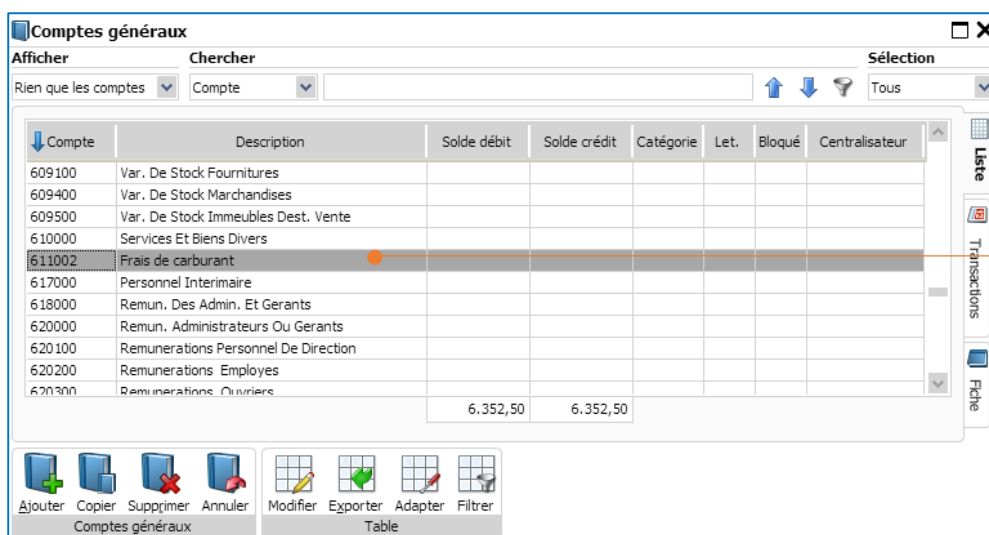 Comptes généraux
Afficher Chercher Sélection
Rien que les comptes Compte Tous
Compte Description Solde débit Solde crédit Catégorie Let. Bloqué Centralisateur
609100 Var. De Stock Fournitures
609400 Var. De Stock Marchandises
609500 Var. De Stock Immeubles Dest. Vente
610000 Services Et Biens Divers
611002 Frais de carburant
617000 Personnel Interimaire
618000 Remun. Des Admin. Et Gerants
620000 Remun. Administrateurs Ou Gerants
620100 Remunerations Personnel De Direction
620200 Remunerations Employes
620300 Remunerations Ouvriers
6.352,50 6.352,50
Liste
Transactions
Fiche
Ajouter Copier Supprimer Annuler Modifier Exporter Adapter Filtrer
Comptes généraux Table